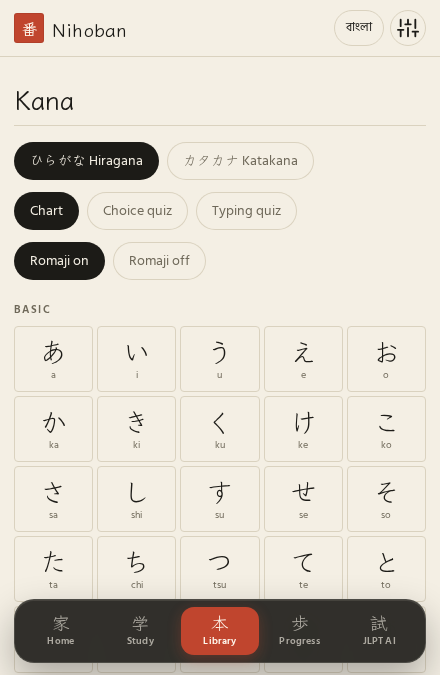 番 Nihoban বাংলা
Kana
ひらがな Hiragana カタカナ Katakana
Chart Choice quiz Typing quiz
Romaji on Romaji off
BASIC
あ い う え お
a i u e o
か き く け こ
ka ki ku ke ko
さ し す せ そ
sa shi su se so
た ち つ て と
ta chi tsu te to
家 学 本 歩 試
Home Study Library Progress JLPT AI